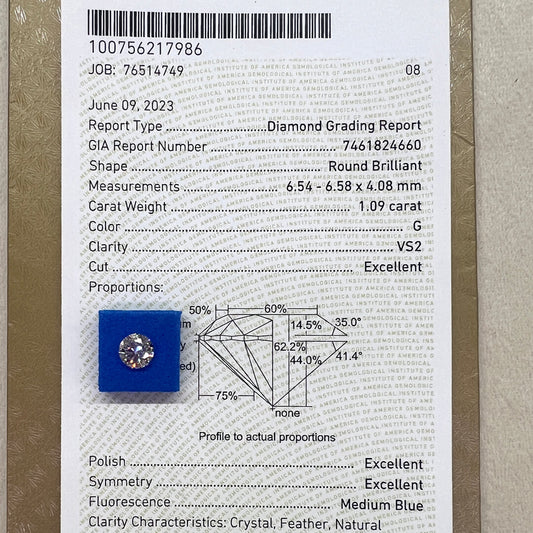 100756217986
JOB: 76514749 08.
June 09, 2023
Report Type Diamond Grading Report
GIA Report Number 7461824660
Shape Round Brilliant
Measurements 6.54 - 6.58 x 4.08 mm
Carat Weight 1.09 carat
Color G
Clarity VS2
Cut Excellent
Proportions:
50% 60%
14.5% 35.0°
62.2%
44.0% 41.4°
75%
none
Profile to actual proportions
Polish Excellent
Symmetry Excellent
Fluorescence Medium Blue
Clarity Characteristics: Crystal, Feather, Natural